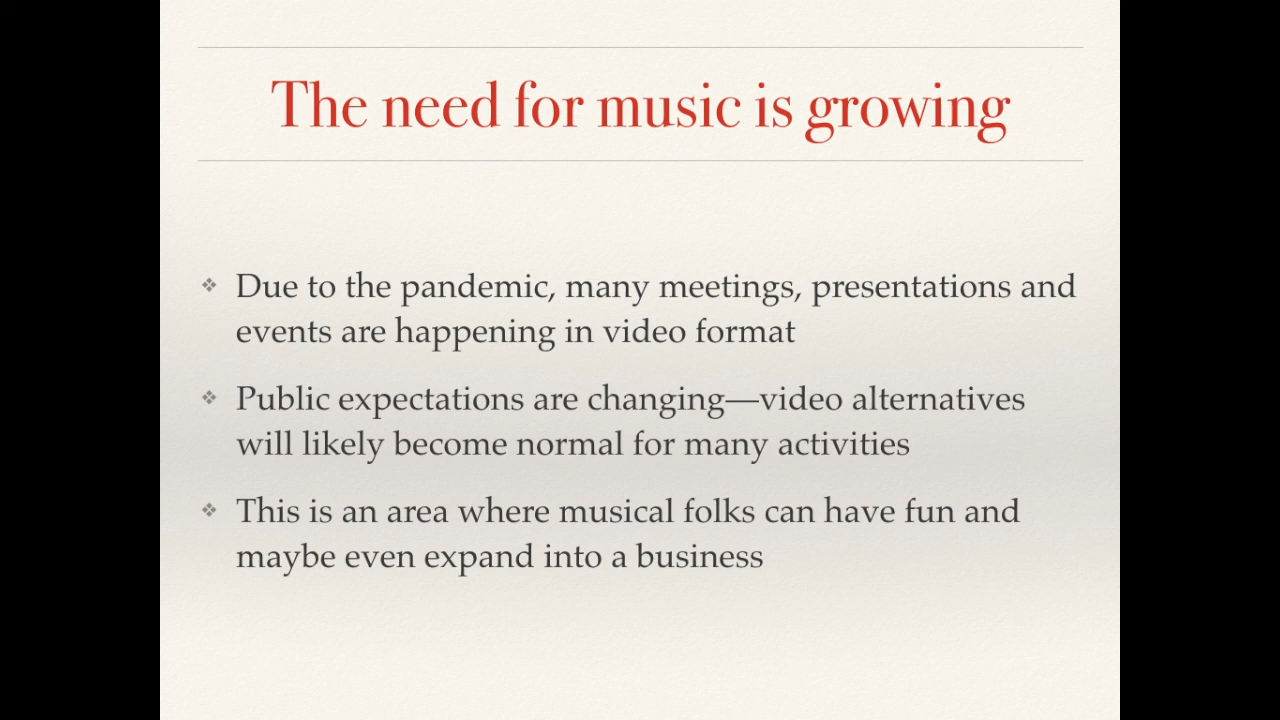 The need for music is growing
❖ Due to the pandemic, many meetings, presentations and
events are happening in video format
❖ Public expectations are changing—video alternatives
will likely become normal for many activities
❖ This is an area where musical folks can have fun and
maybe even expand into a business